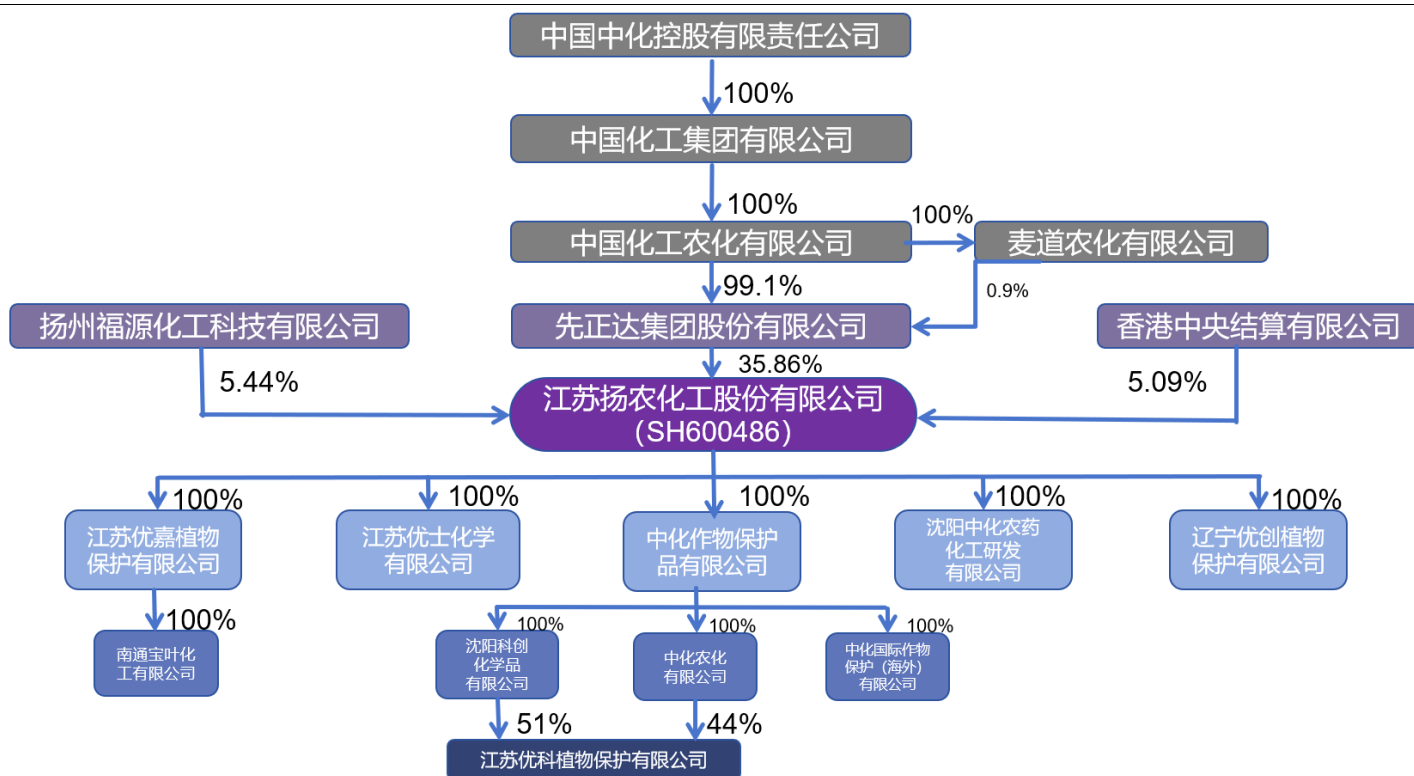 中国中化控股有限责任公司
100%
中国化工集团有限公司
100%
100%
中国化工农化有限公司
麦道农化有限公司
99.1%
0.9%
扬州福源化工科技有限公司
先正达集团股份有限公司
香港中央结算有限公司
35.86%
5.44%
5.09%
江苏扬农化工股份有限公司
（SH600486）
100%
100%
100%
100%
100%
江苏优嘉植物
保护有限公司
江苏优士化学
有限公司
中化作物保护
品有限公司
沈阳中化农药
化工研发
有限公司
辽宁优创植物
保护有限公司
100%
100%
100%
100%
南通宝叶化
工有限公司
沈阳科创
化学品
有限公司
中化农化
有限公司
中化国际作物
保护（海外）
有限公司
51%
44%
江苏优科植物保护有限公司